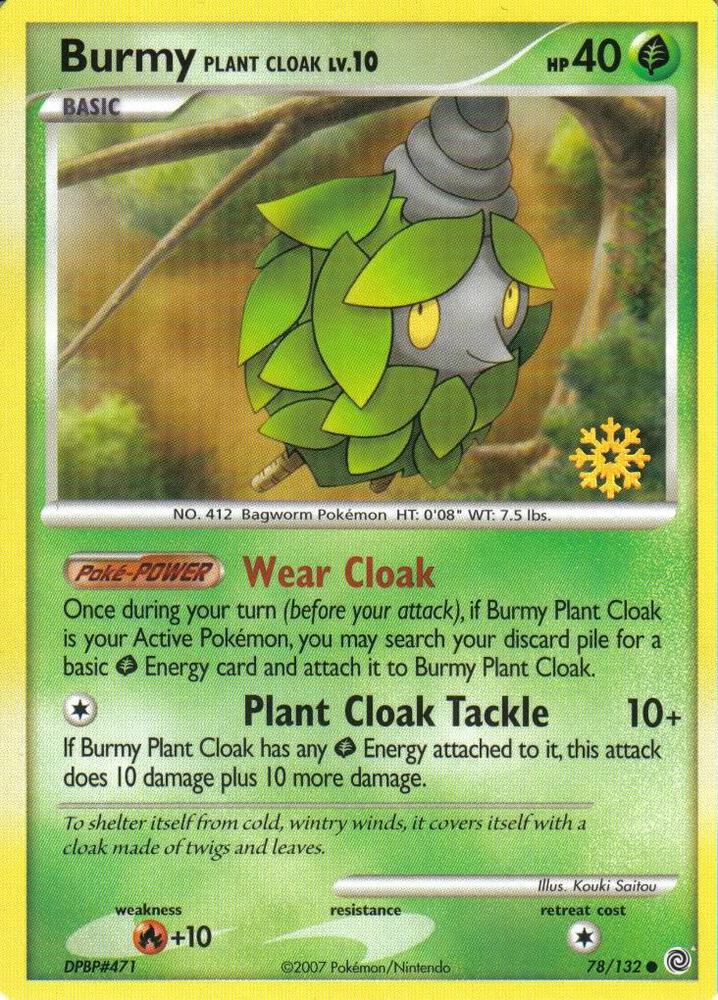 Burmy PLANT CLOAK LV.10 HP 40
BASIC
NO. 412 Bagworm Pokémon HT: 0'08" WT: 7.5 lbs.
Poké-POWER Wear Cloak
Once during your turn (before your attack), if Burmy Plant Cloak
is your Active Pokémon, you may search your discard pile for a
basic Energy card and attach it to Burmy Plant Cloak.
Plant Cloak Tackle 10+
If Burmy Plant Cloak has any Energy attached to it, this attack
does 10 damage plus 10 more damage.
To shelter itself from cold, wintry winds, it covers itself with a
cloak made of twigs and leaves.
Illus. Kouki Saitou
weakness resistance retreat cost
+10
DPBP#471 ©2007 Pokémon/Nintendo 78/132